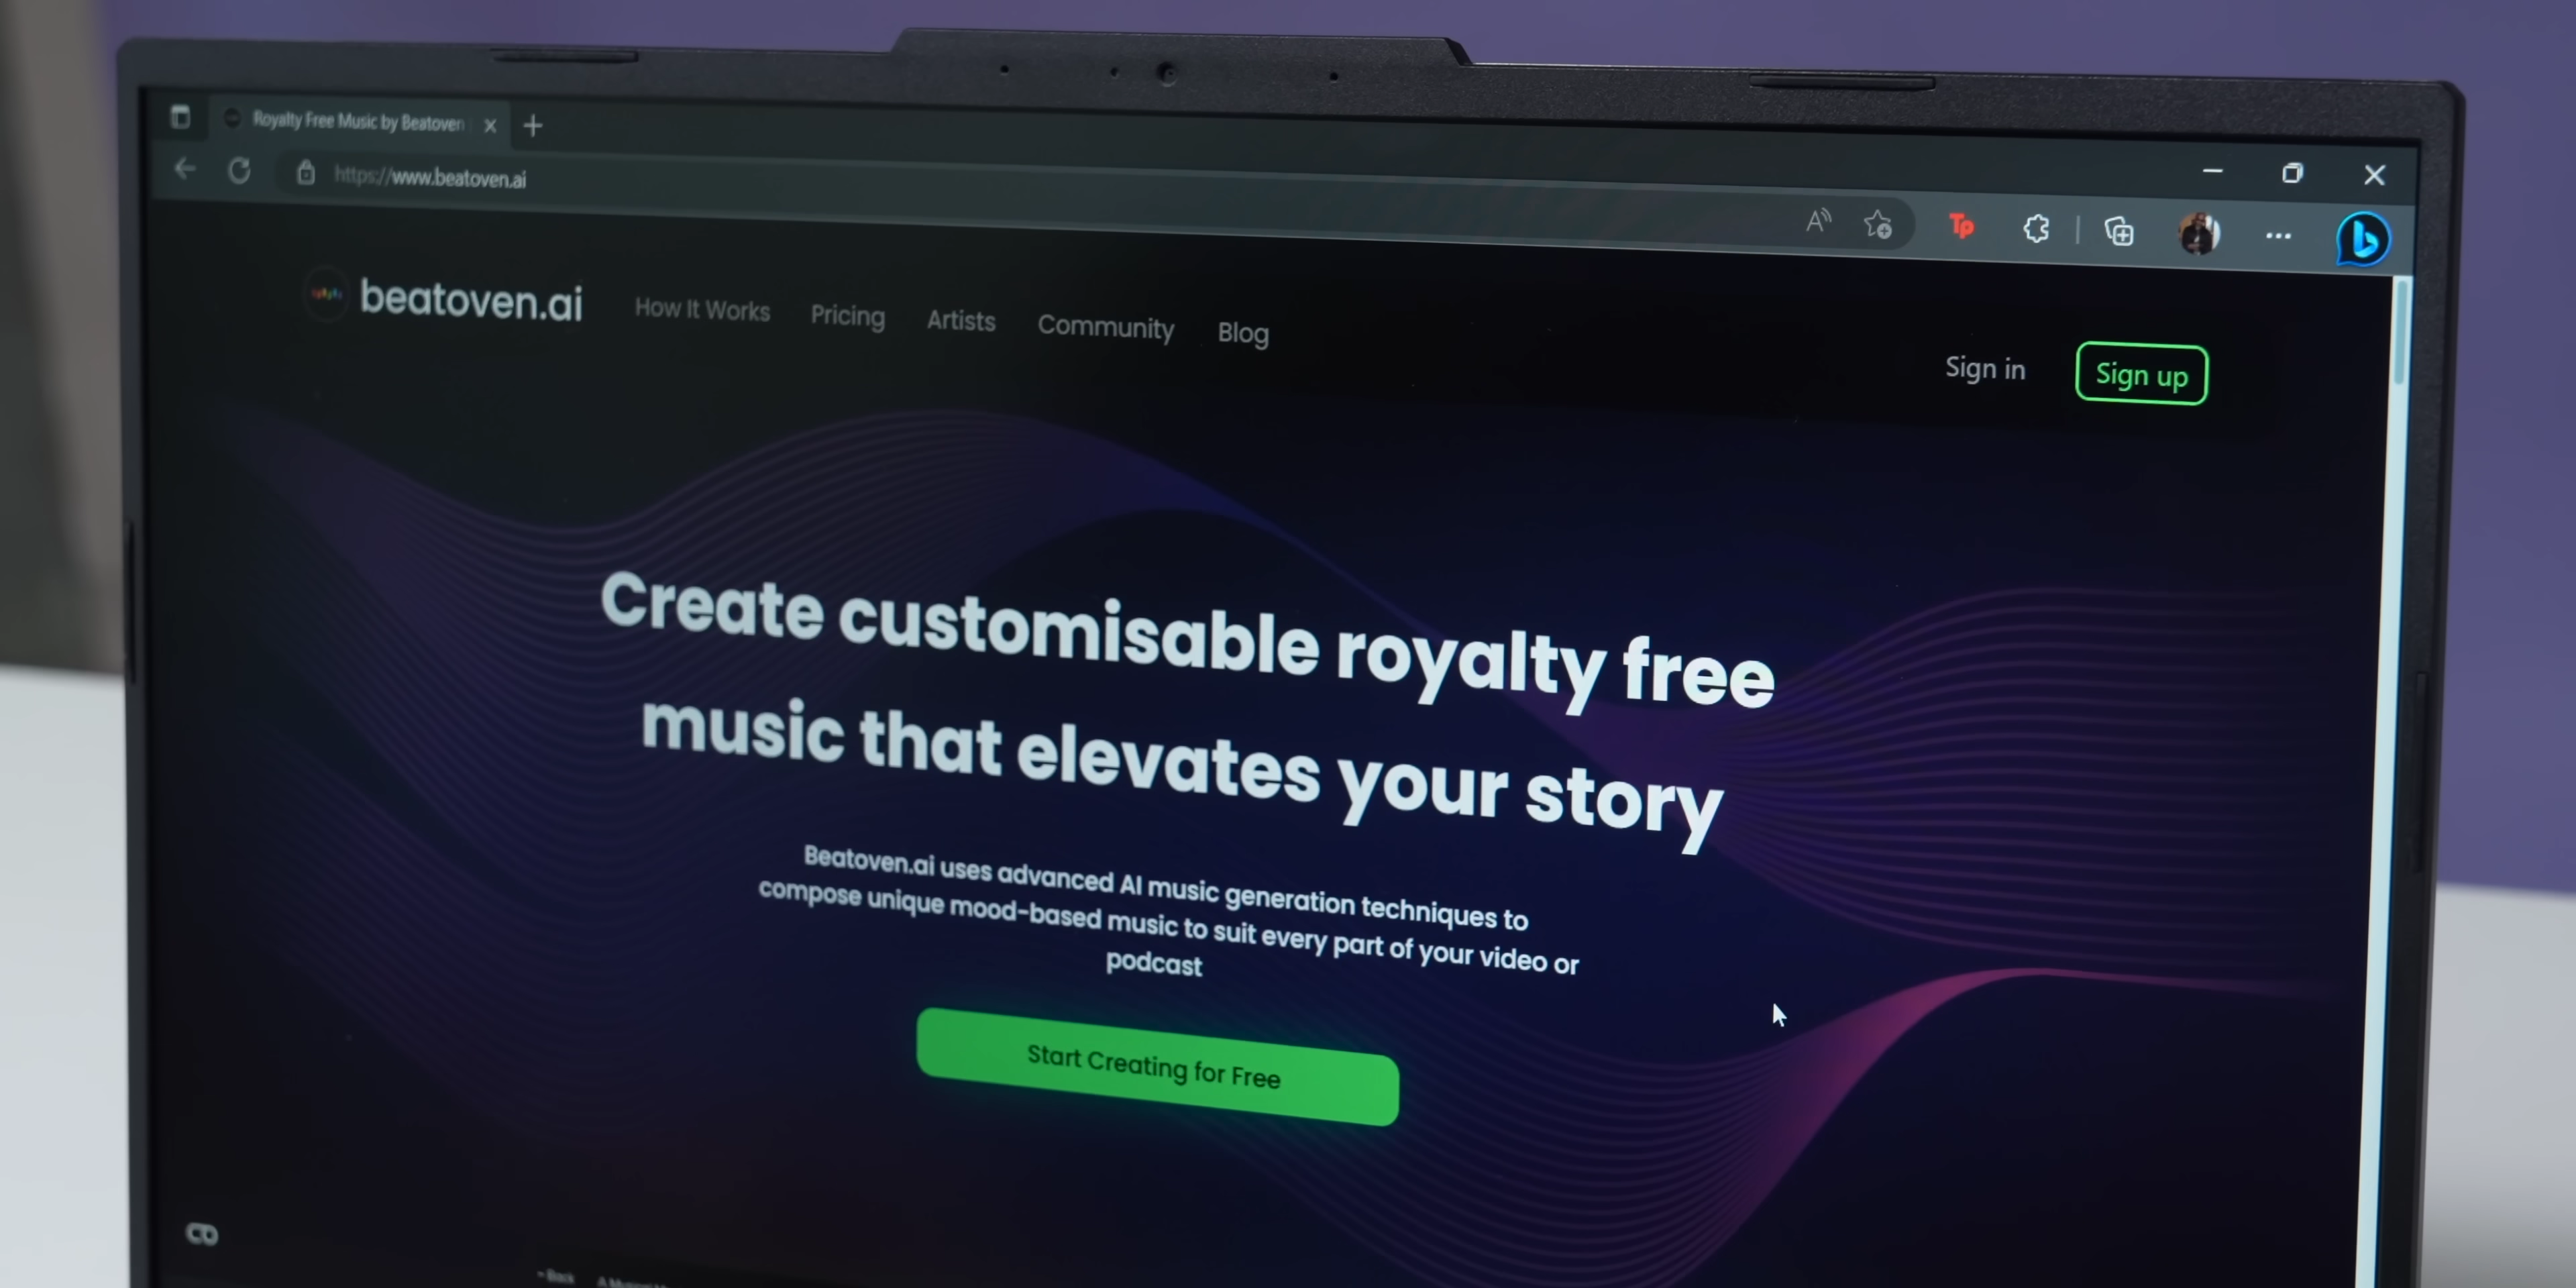 Royalty Free Music by Beatoven
https://www.beatoven.ai
Tp
beatoven.ai
How It Works
Pricing
Artists
Community
Blog
Sign in
Sign up
Create customisable royalty free
music that elevates your story
Beatoven.ai uses advanced AI music generation techniques to
compose unique mood-based music to suit every part of your video or
podcast
Start Creating for Free
Back